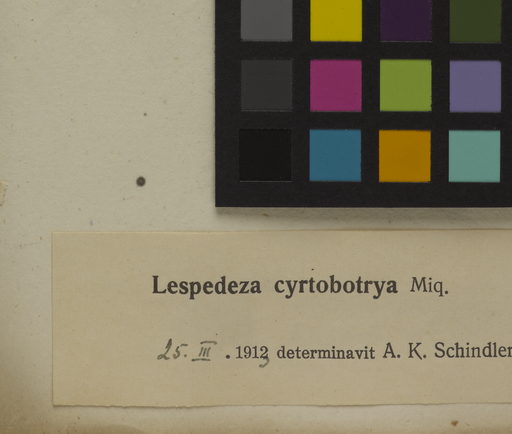 Lespedeza cyrtobotrya Miq.
25. III . 1913 determinavit A. K. Schindler